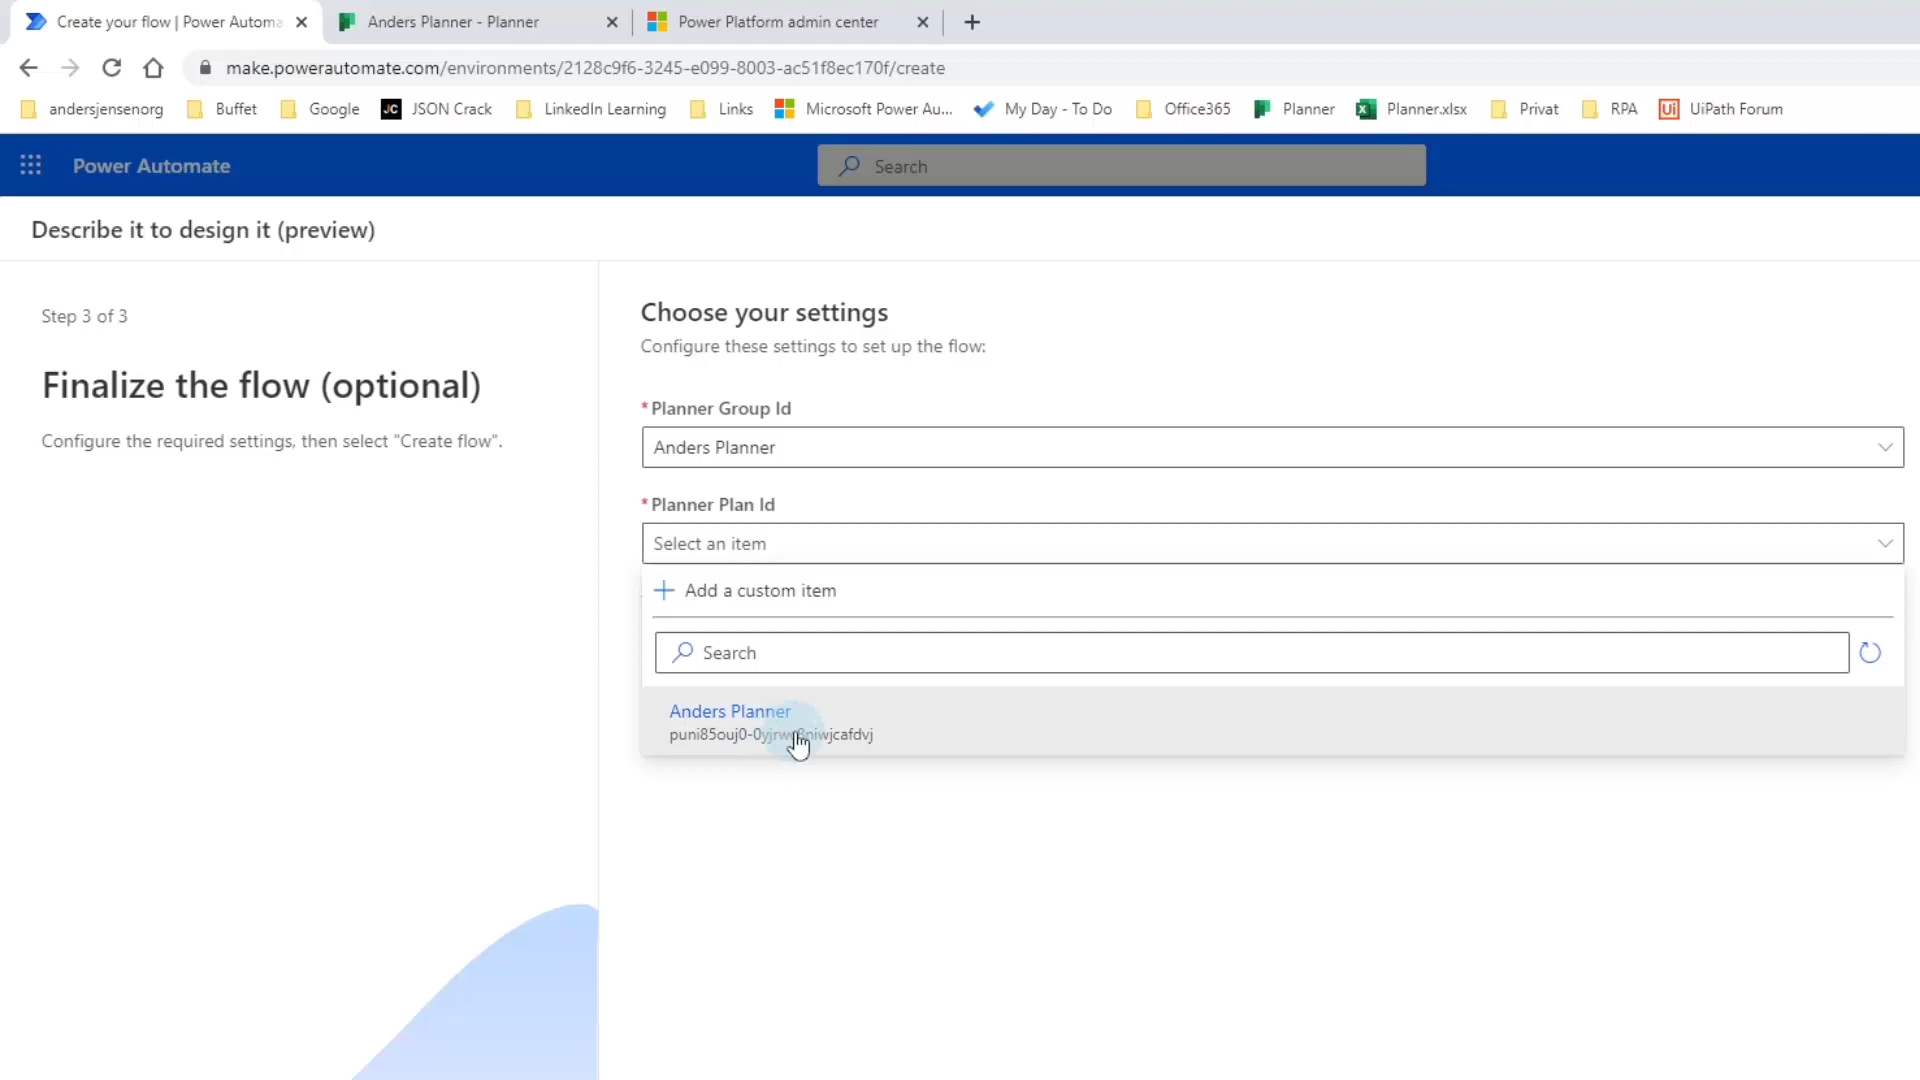 Create your flow | Power Automa
Anders Planner - Planner
Power Platform admin center
make.powerautomate.com/environments/2128c9f6-3245-e099-8003-ac51f8ec170f/create
andersjensenorg
Buffet
Google
JC JSON Crack
LinkedIn Learning
Links
Microsoft Power Au...
My Day - To Do
Office365
Planner
Planner.xlsx
Privat
RPA
Ui UiPath Forum
Power Automate
Search
Describe it to design it (preview)
Step 3 of 3
Finalize the flow (optional)
Configure the required settings, then select "Create flow".
Choose your settings
Configure these settings to set up the flow:
* Planner Group Id
Anders Planner
* Planner Plan Id
Select an item
Add a custom item
Search
Anders Planner